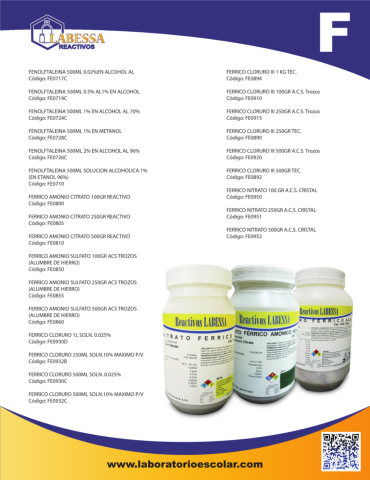 LABESSA
REACTIVOS
F
FENOLFTALEINA 500ML 0.02%EN ALCOHOL AL
Código: FE0717C
FENOLFTALEINA 500ML 0.5% AL1% EN ALCOHOL
Código: FE0719C
FENOLFTALEINA 500ML 1% EN ALCOHOL AL 70%
Código: FE0724C
FENOLFTALEINA 500ML 1% EN METANOL
Código: FE0728C
FENOLFTALEINA 500ML 2% EN ALCOHOL AL 96%
Código: FE0726C
FENOLFTALEINA 500ML SOLUCION ALCOHOLICA 1%
(EN ETANOL 96%)
Código: FE0710
FERRICO AMONIO CITRATO 100GR REACTIVO
Código: FE0800
FERRICO AMONIO CITRATO 250GR REACTIVO
Código: FE0805
FERRICO AMONIO CITRATO 500GR REACTIVO
Código: FE0810
FERRICO AMONIO SULFATO 100GR ACS TROZOS
(ALUMBRE DE HIERRO)
Código: FE0850
FERRICO AMONIO SULFATO 250GR ACS TROZOS
(ALUMBRE DE HIERRO)
Código: FE0855
FERRICO AMONIO SULFATO 500GR ACS TROZOS
(ALUMBRE DE HIERRO)
Código: FE0860
FERRICO CLORURO 1L SOLN. 0.025%
Código: FE0930D
FERRICO CLORURO 250ML SOLN.10% MAXIMO P/V
Código: FE0932B
FERRICO CLORURO 500ML SOLN. 0.025%
Código: FE0930C
FERRICO CLORURO 500ML SOLN.10% MAXIMO P/V
Código: FE0932C
FERRICO CLORURO III 1 KG TEC.
Código: FE0894
FERRICO CLORURO III 100GR A.C.S. Trozos
Código: FE0910
FERRICO CLORURO III 250GR A.C.S. Trozos
Código: FE0915
FERRICO CLORURO III 250GR TEC.
Código: FE0890
FERRICO CLORURO III 500GR A.C.S. Trozos
Código: FE0920
FERRICO CLORURO III 500GR TEC.
Código: FE0892
FERRICO NITRATO 100 GR A.C.S. CRISTAL
Código: FE0950
FERRICO NITRATO 250GR A.C.S. CRISTAL
Código: FE0951
FERRICO NITRATO 500GR A.C.S. CRISTAL
Código: FE0952
Reactivos LABESSA
ITRATO FERRICO
Reactivos LABESSA
ATO FÉRRICO AMÓNICO
LABESSA
www.laboratorioescolar.com